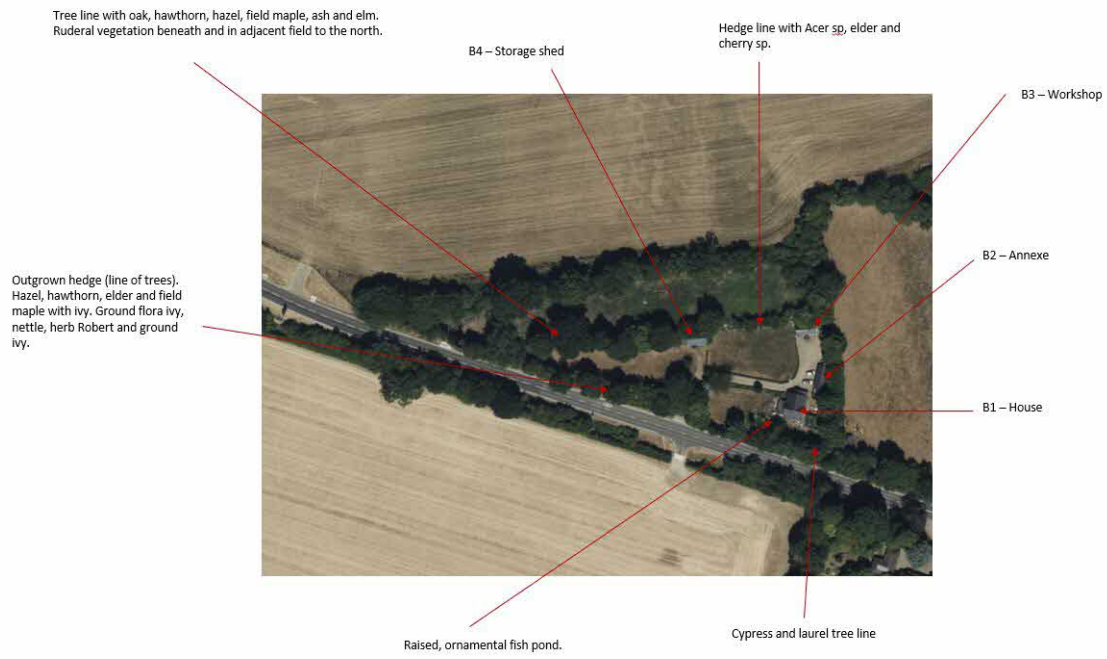 Tree line with oak, hawthorn, hazel, field maple, ash and elm.
Ruderal vegetation beneath and in adjacent field to the north.
B4 – Storage shed
Hedge line with Acer sp, elder and
cherry sp.
B3 – Workshop
B2 – Annexe
Outgrown hedge (line of trees).
Hazel, hawthorn, elder and field
maple with ivy. Ground flora ivy,
nettle, herb Robert and ground
ivy.
B1 – House
Raised, ornamental fish pond.
Cypress and laurel tree line